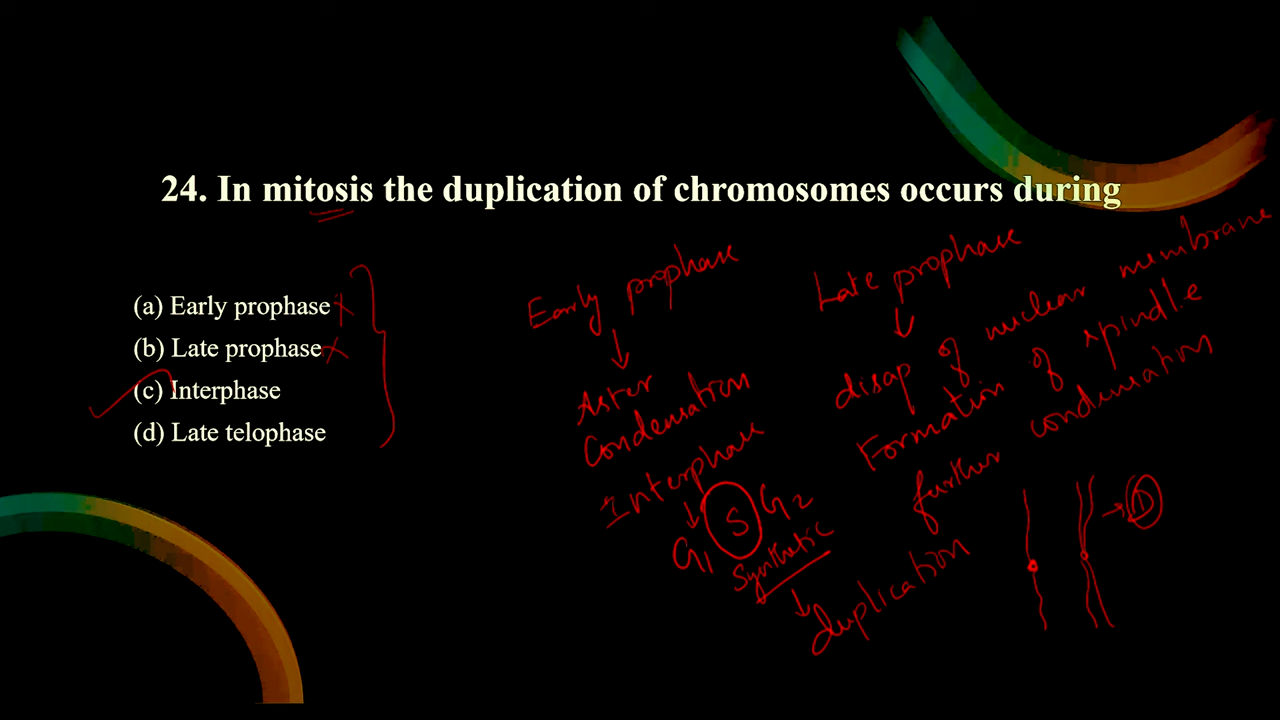 24. In mitosis the duplication of chromosomes occurs during
(a) Early prophase
(b) Late prophase
(c) Interphase
(d) Late telophase
Early prophase
Aster
Condensation
Interphase
G1 S G2
Synthetic
duplication
Late prophase
disap of nuclear membrane
Formation of spindle
further condensation